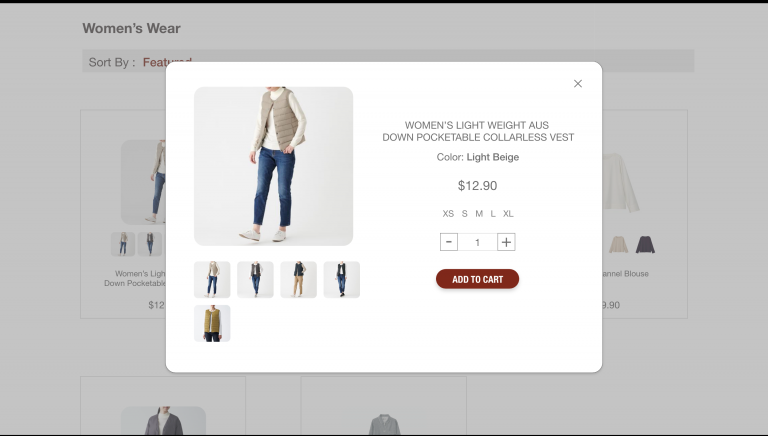 Women's Wear
Sort By : Featured
×
WOMEN'S LIGHT WEIGHT AUS
DOWN POCKETABLE COLLARLESS VEST
Color: Light Beige
$12.90
XS S M L XL
- 1 +
ADD TO CART
Women's Ligh
Down Pocketable
$12
Blouse
9.90